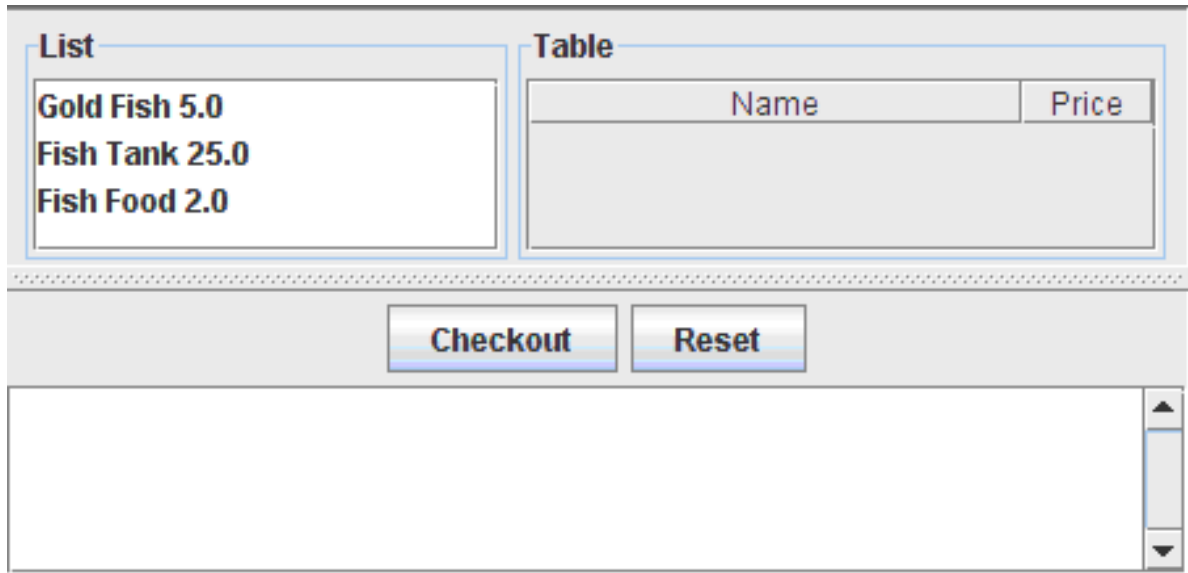 List
Gold Fish 5.0
Fish Tank 25.0
Fish Food 2.0
Table
Name Price
Checkout Reset